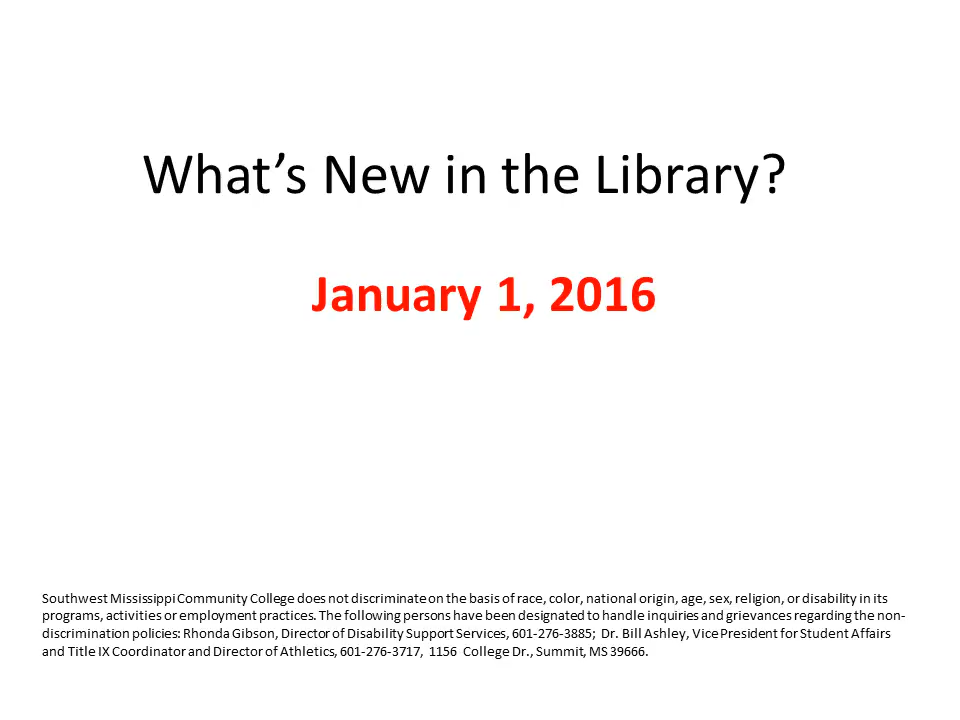 What’s New in the Library?
January 1, 2016
Southwest Mississippi Community College does not discriminate on the basis of race, color, national origin, age, sex, religion, or disability in its
programs, activities or employment practices. The following persons have been designated to handle inquiries and grievances regarding the non-
discrimination policies: Rhonda Gibson, Director of Disability Support Services, 601-276-3885; Dr. Bill Ashley, Vice President for Student Affairs
and Title IX Coordinator and Director of Athletics, 601-276-3717, 1156 College Dr., Summit, MS 39666.